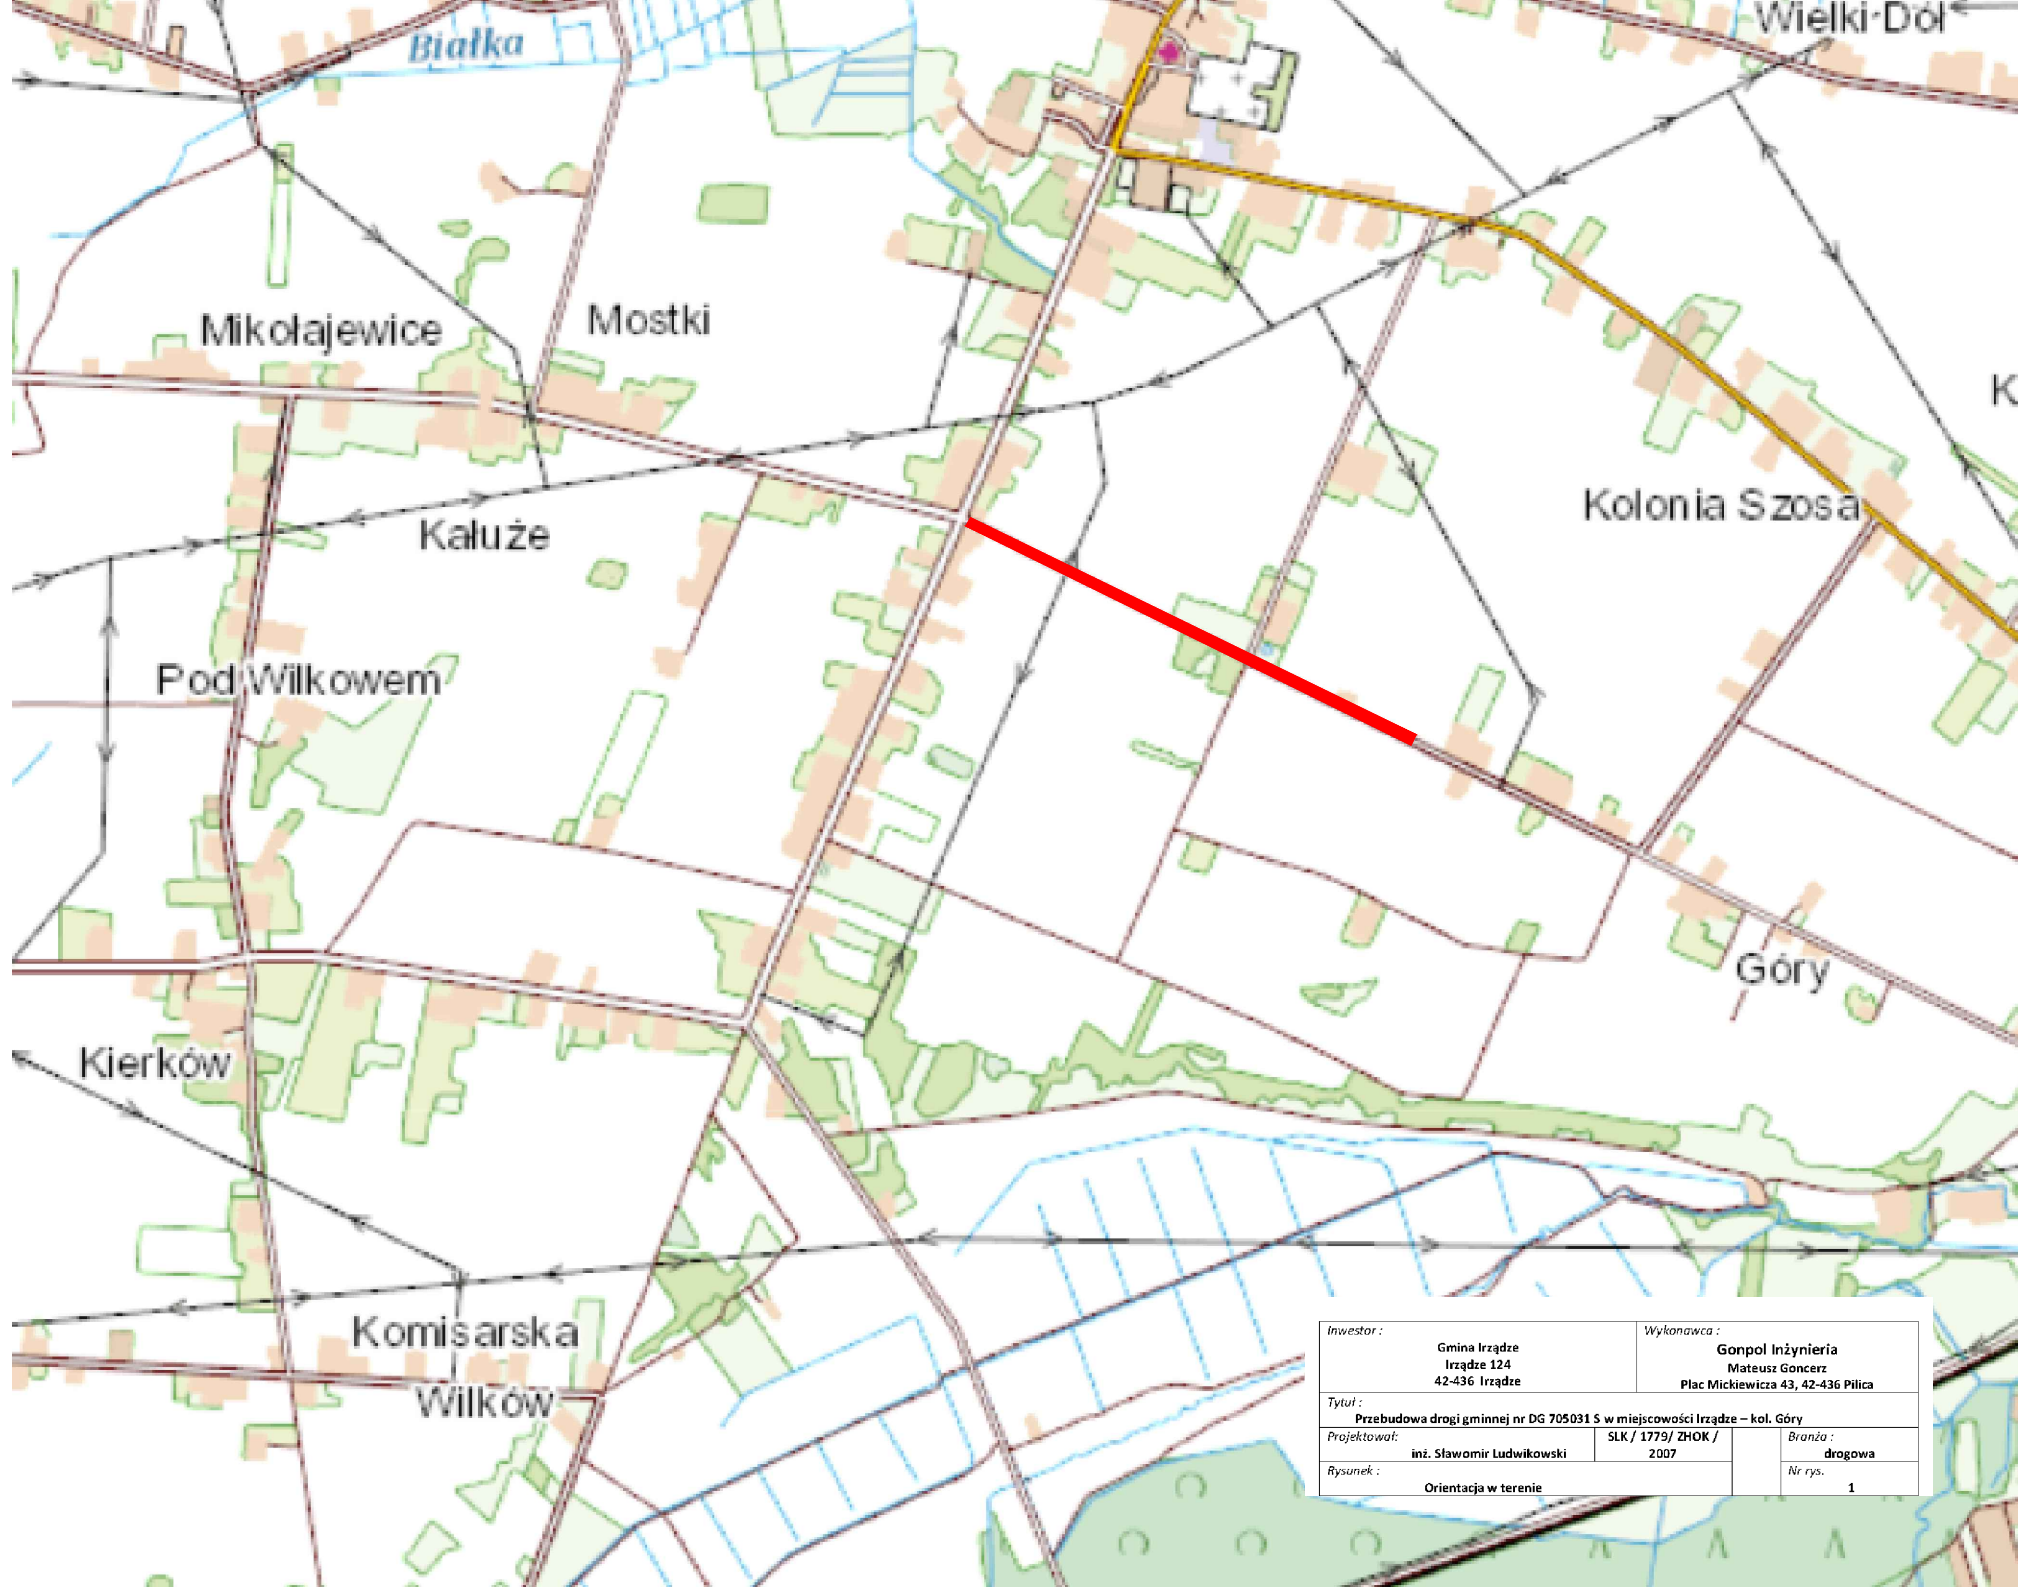 Białka
Wielki Dół
Mikołajewice
Mostki
K
Kałuże
Kolonia Szosa
Pod Wilkowem
Góry
Kierków
Komisarska
Wilków
Inwestor :
Gmina Irządze
Irządze 124
42-436 Irządze
Wykonawca :
Gonpol Inżynieria
Mateusz Goncerz
Plac Mickiewicza 43, 42-436 Pilica
Tytuł :
Przebudowa drogi gminnej nr DG 705031 S w miejscowości Irządze – kol. Góry
Projektował:
inż. Sławomir Ludwikowski
SLK / 1779/ ZHOK /
2007
Branża :
drogowa
Rysunek :
Orientacja w terenie
Nr rys.
1